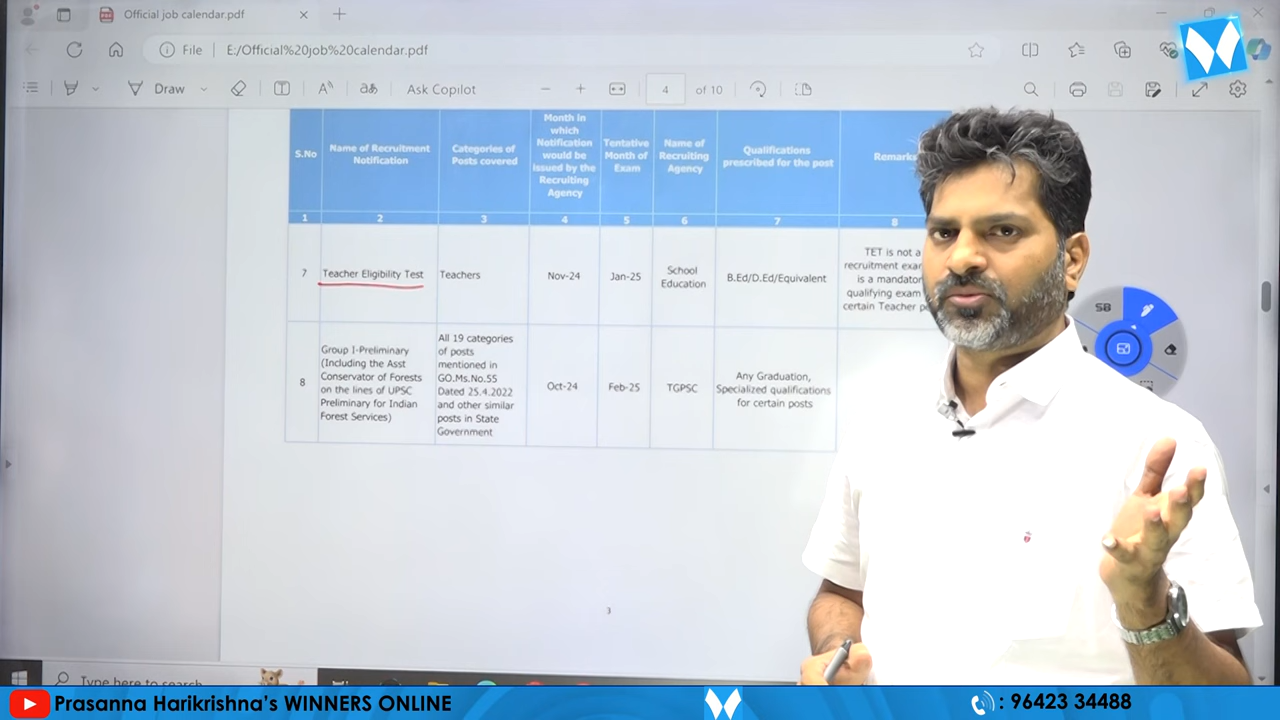 Official job calendar.pdf
File
E:/Official%20job%20calendar.pdf
Draw
Ask Copilot
4
of 10
S.No
Name of Recruitment
Notification
Categories of
Posts covered
Month in
which
Notification
would be
issued by the
Recruiting
Agency
Tentative
Month of
Exam
Name of
Recruiting
Agency
Qualifications
prescribed for the post
Remarks
1
2
3
4
5
6
7
8
7
Teacher Eligibility Test
Teachers
Nov-24
Jan-25
School
Education
B.Ed/D.Ed/Equivalent
TET is not a
recruitment
is a
qualifying exam
certain Teacher
8
Group I-Preliminary
(Including the Asst
Conservator of Forests
on the lines of UPSC
Preliminary for Indian
Forest Services)
All 19 categories
of posts
mentioned in
GO.Ms.No.55
Dated 25.4.2022
and other similar
posts in State
Government
Oct-24
Feb-25
TGPSC
Any Graduation,
Specialized qualifications
for certain posts
SB
3
Type here to search
Prasanna Harikrishna's WINNERS ONLINE
: 96423 34488